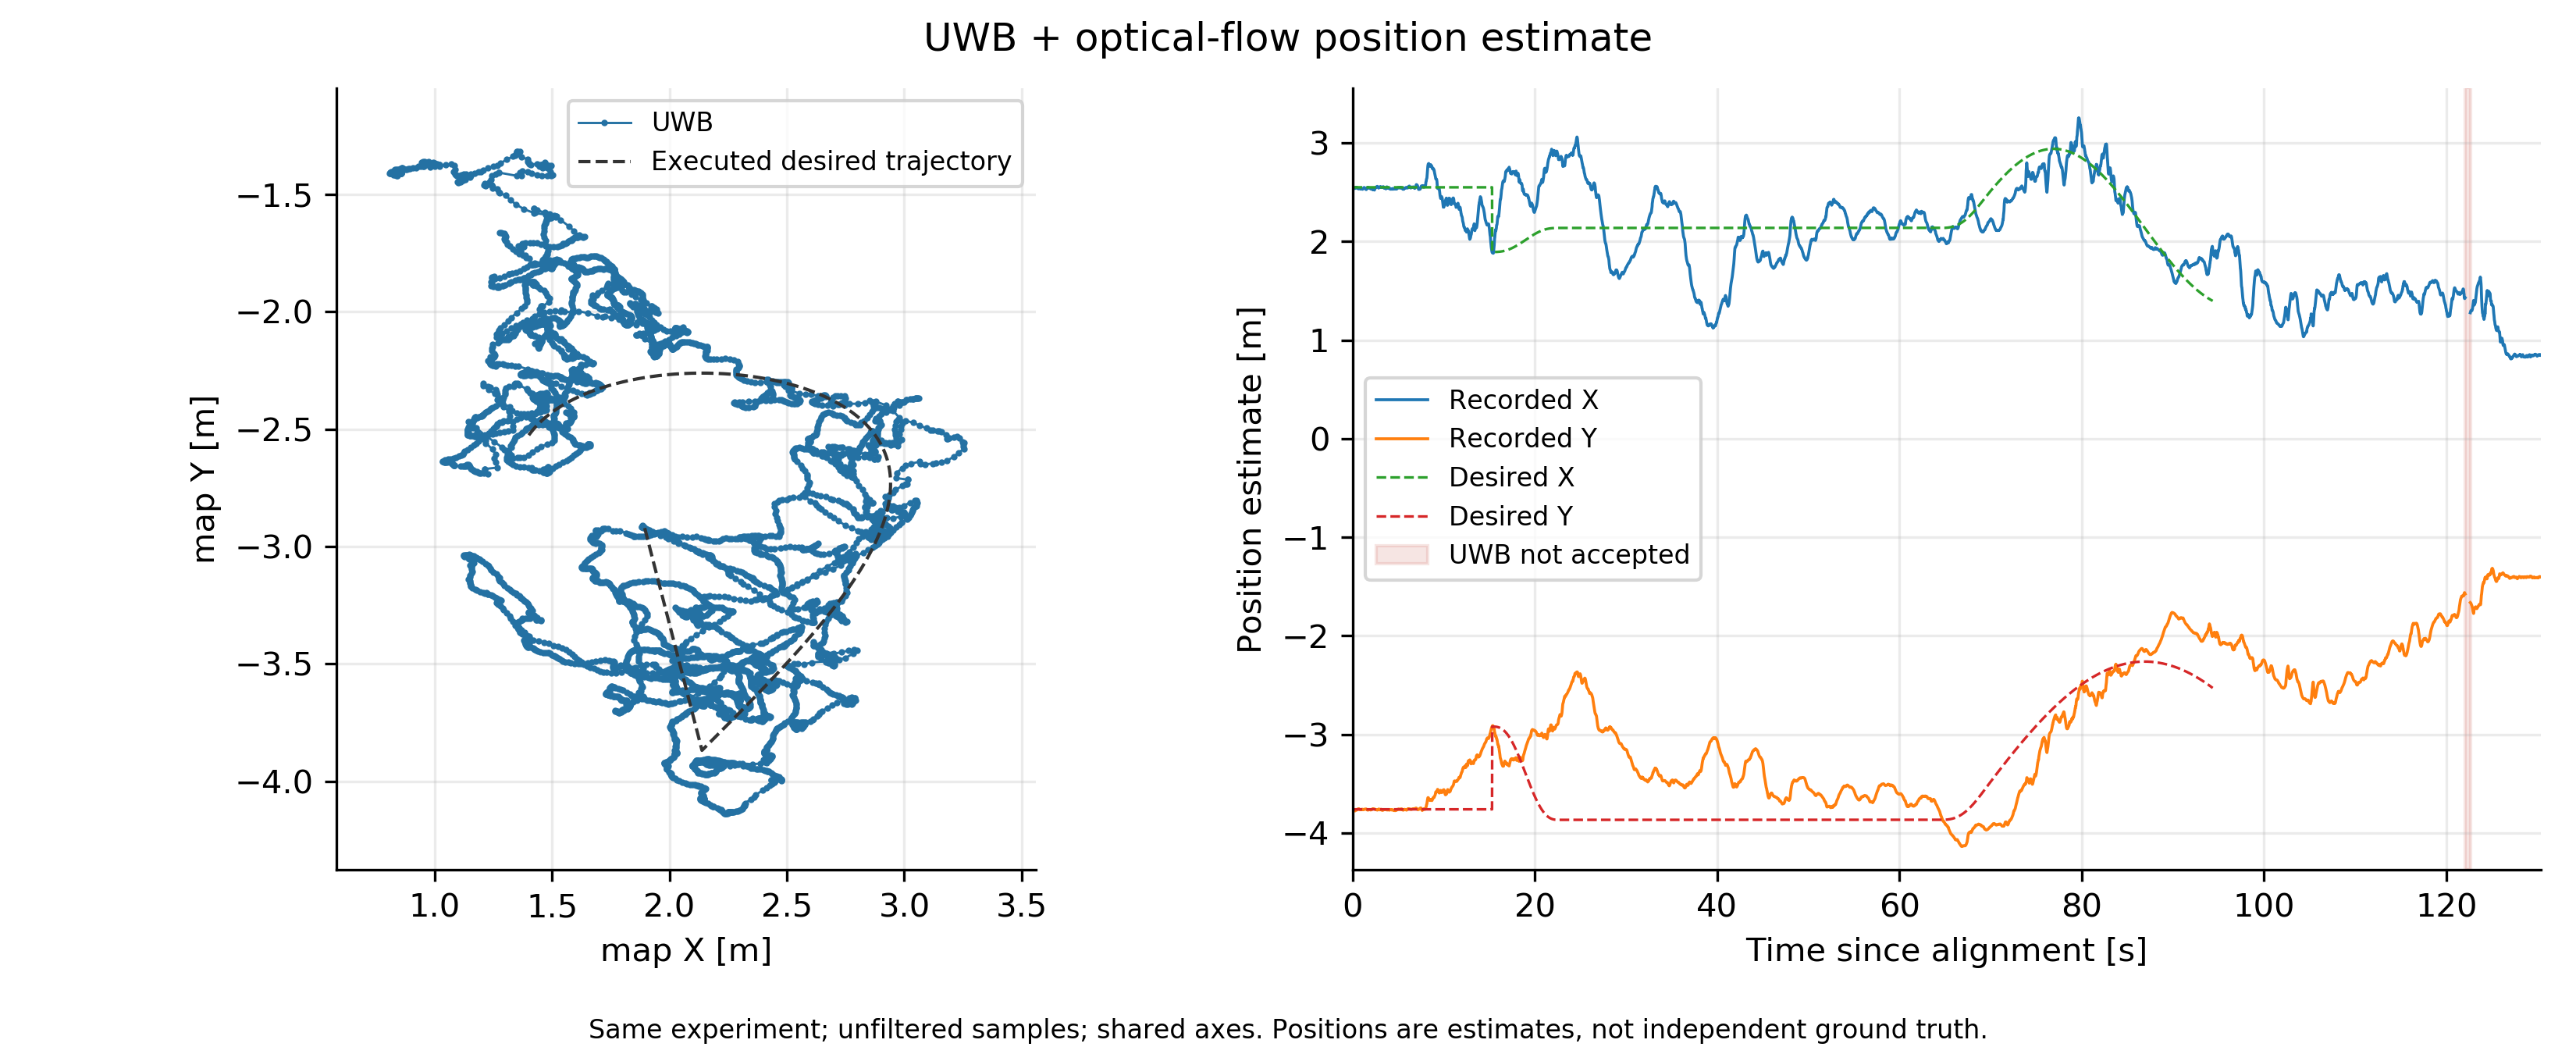 UWB + optical-flow position estimate
UWB
Executed desired trajectory
−1.5
−2.0
−2.5
−3.0
−3.5
−4.0
map Y [m]
1.0 1.5 2.0 2.5 3.0 3.5
map X [m]
3
2
1
0
−1
−2
−3
−4
Position estimate [m]
Recorded X
Recorded Y
Desired X
Desired Y
UWB not accepted
0 20 40 60 80 100 120
Time since alignment [s]
Same experiment; unfiltered samples; shared axes. Positions are estimates, not independent ground truth.